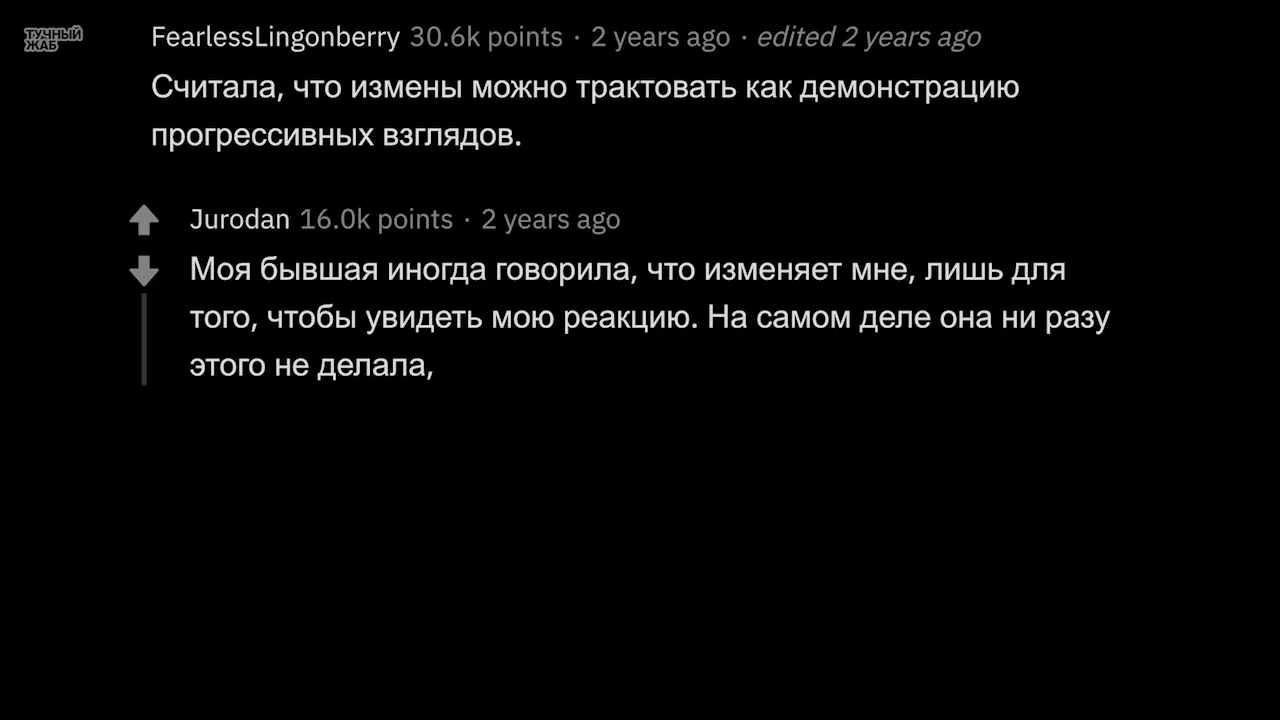 ТУЧНЫЙ
ЖАБ
FearlessLingonberry 30.6k points · 2 years ago · edited 2 years ago
Считала, что измены можно трактовать как демонстрацию
прогрессивных взглядов.
Jurodan 16.0k points · 2 years ago
Моя бывшая иногда говорила, что изменяет мне, лишь для
того, чтобы увидеть мою реакцию. На самом деле она ни разу
этого не делала,